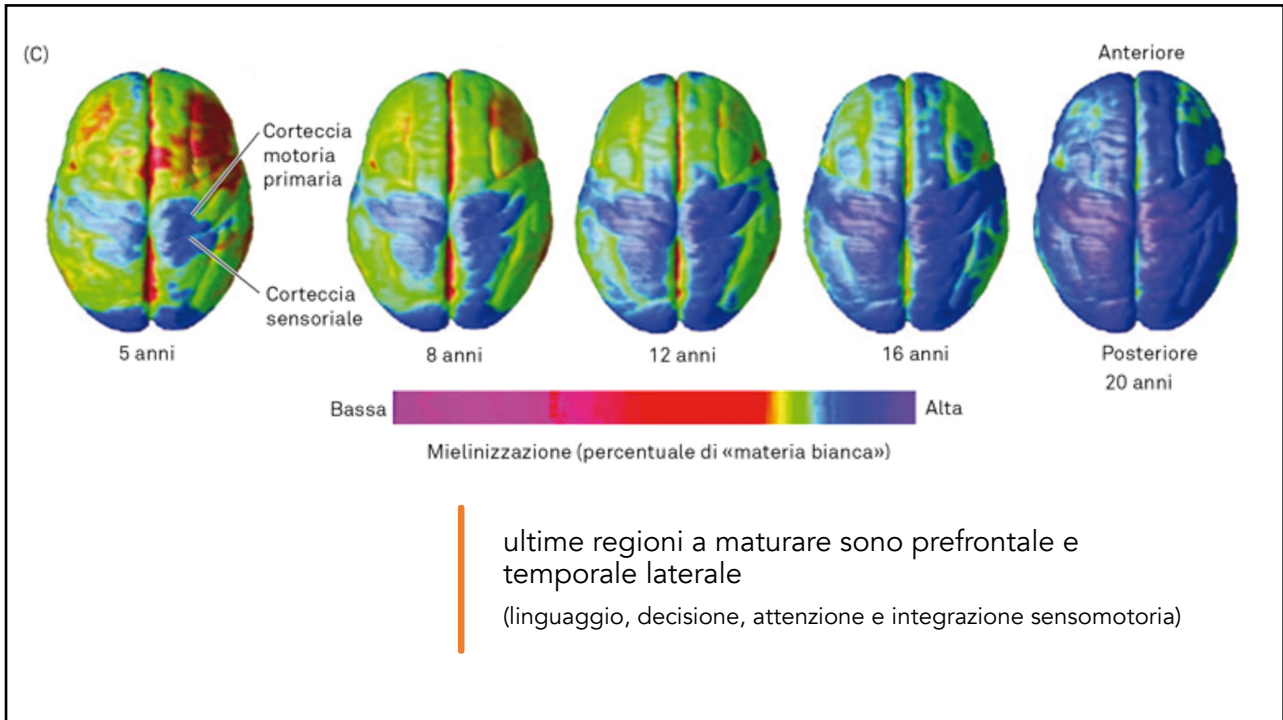 (C)
Anteriore
Corteccia
motoria
primaria
Corteccia
sensoriale
5 anni
8 anni
12 anni
16 anni
Posteriore
20 anni
Bassa
Alta
Mielinizzazione (percentuale di «materia bianca»)
ultime regioni a maturare sono prefrontale e
temporale laterale
(linguaggio, decisione, attenzione e integrazione sensomotoria)